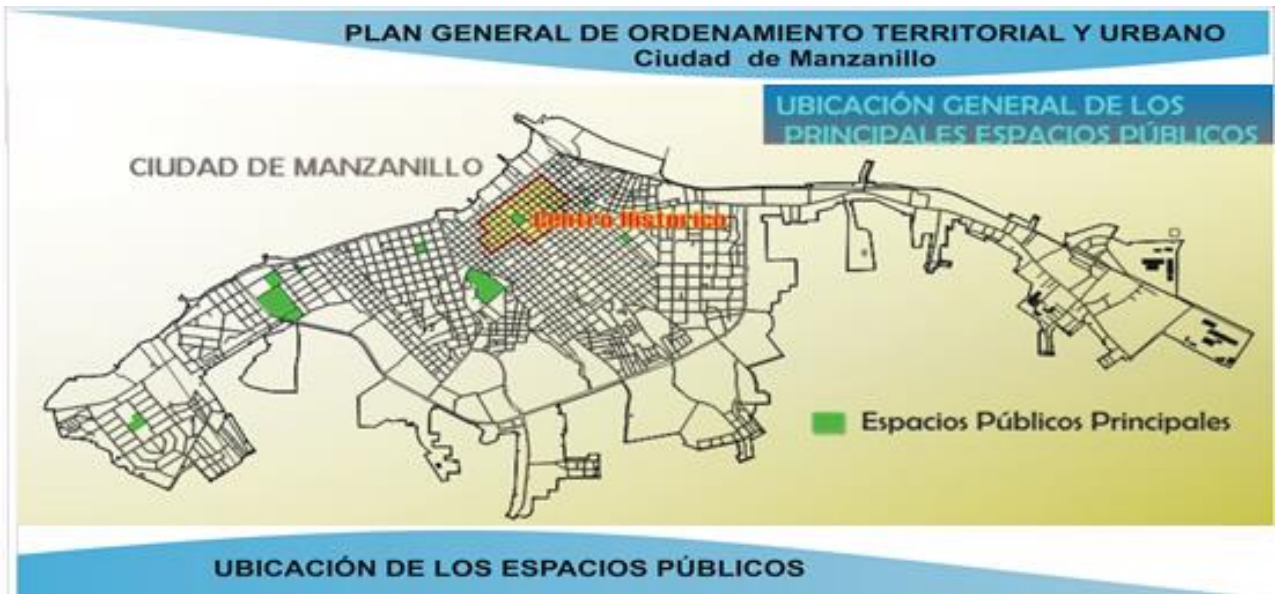 PLAN GENERAL DE ORDENAMIENTO TERRITORIAL Y URBANO
Ciudad de Manzanillo
UBICACIÓN GENERAL DE LOS
PRINCIPALES ESPACIOS PÚBLICOS
CIUDAD DE MANZANILLO
Centro Historico
Espacios Públicos Principales
UBICACIÓN DE LOS ESPACIOS PÚBLICOS